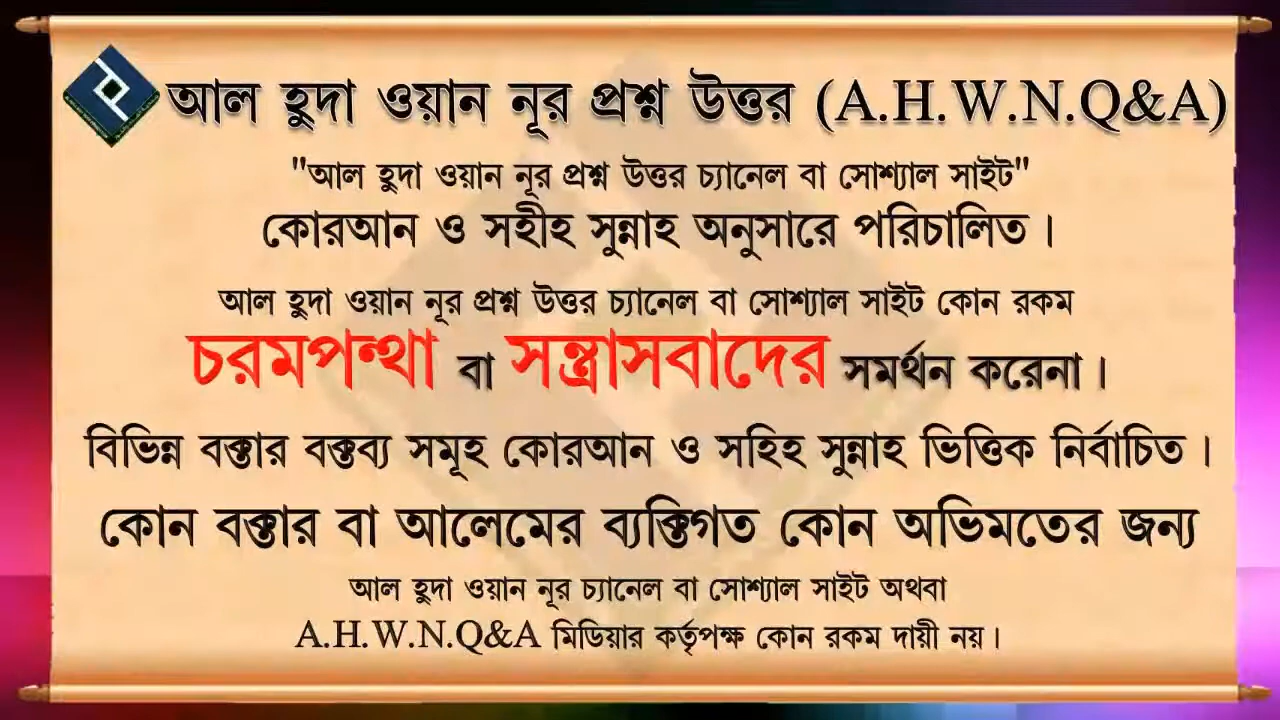 আল হুদা ওয়ান নূর প্রশ্ন উত্তর (A.H.W.N.Q&A)
"আল হুদা ওয়ান নূর প্রশ্ন উত্তর চ্যানেল বা সোশ্যাল সাইট"
কোরআন ও সহীহ সুন্নাহ অনুসারে পরিচালিত ।
আল হুদা ওয়ান নূর প্রশ্ন উত্তর চ্যানেল বা সোশ্যাল সাইট কোন রকম
চরমপন্থা বা সন্ত্রাসবাদের সমর্থন করেনা ।
বিভিন্ন বক্তার বক্তব্য সমূহ কোরআন ও সহিহ সুন্নাহ ভিত্তিক নির্বাচিত ।
কোন বক্তার বা আলেমের ব্যক্তিগত কোন অভিমতের জন্য
আল হুদা ওয়ান নূর চ্যানেল বা সোশ্যাল সাইট অথবা
A.H.W.N.Q&A মিডিয়ার কর্তৃপক্ষ কোন রকম দায়ী নয় ।